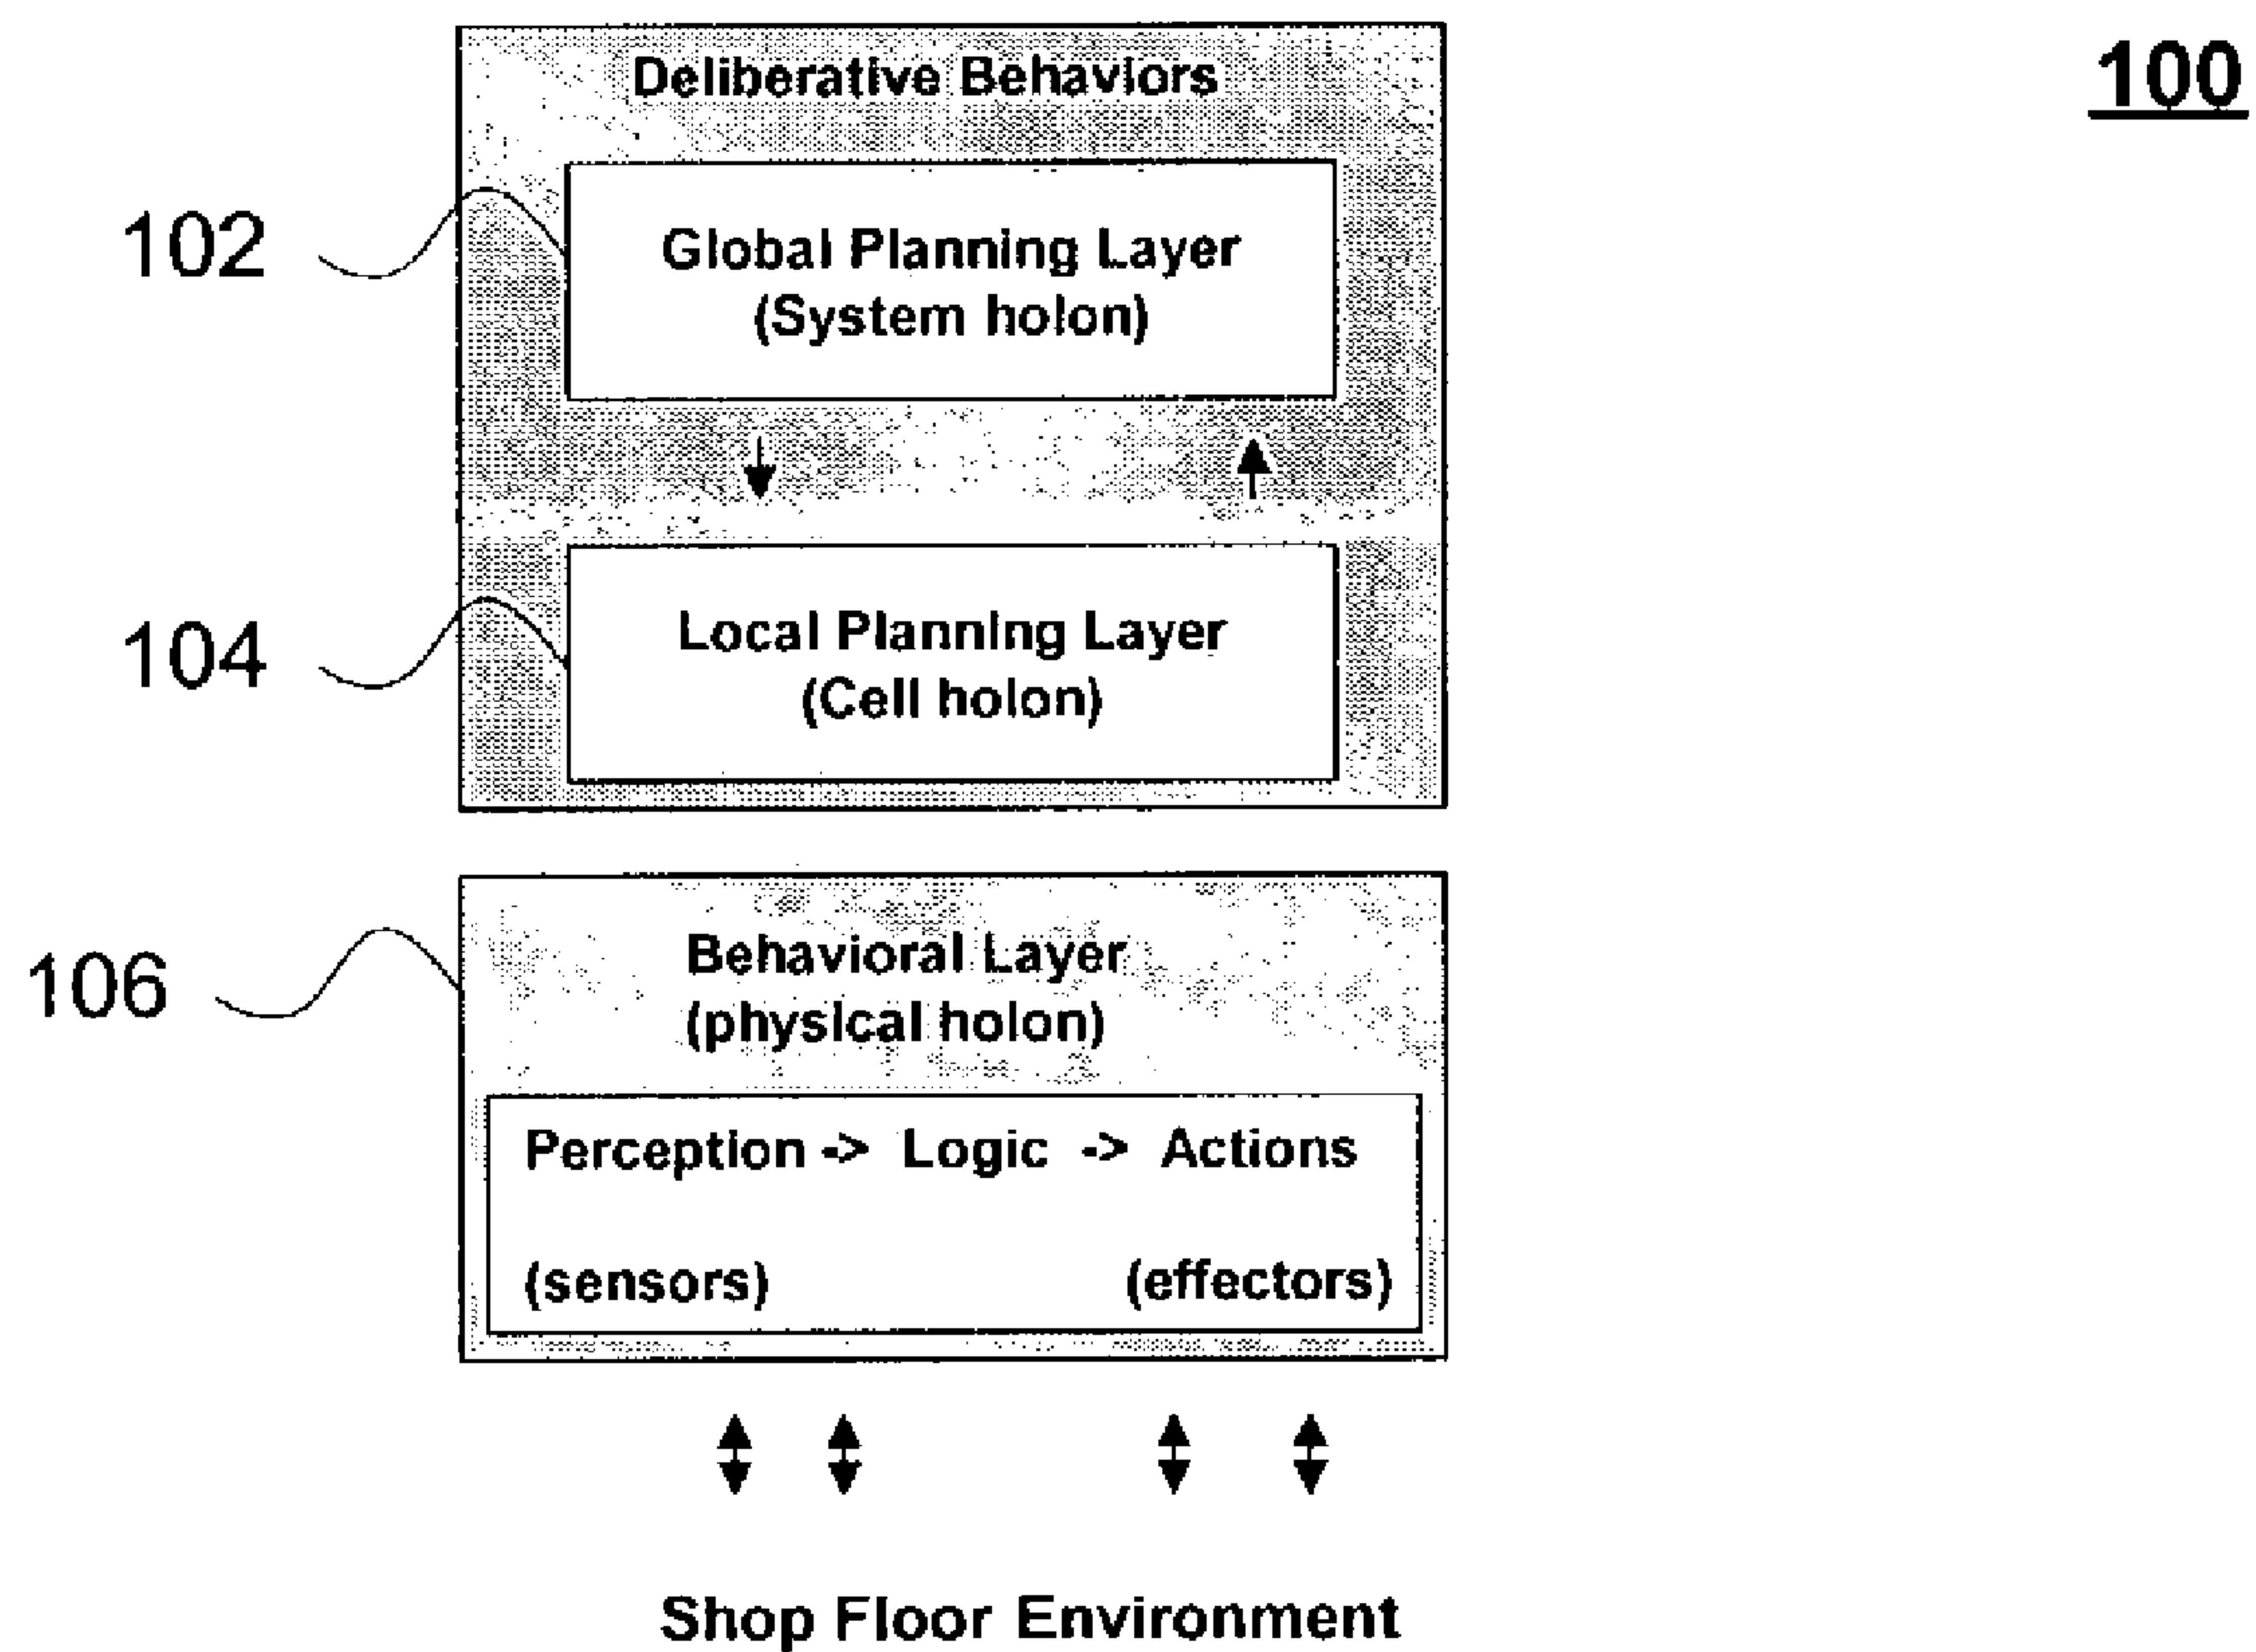 Deliberative Behaviors
100
102
Global Planning Layer
(System holon)
104
Local Planning Layer
(Cell holon)
106
Behavioral Layer
(physical holon)
Perception -> Logic -> Actions
(sensors) (effectors)
Shop Floor Environment